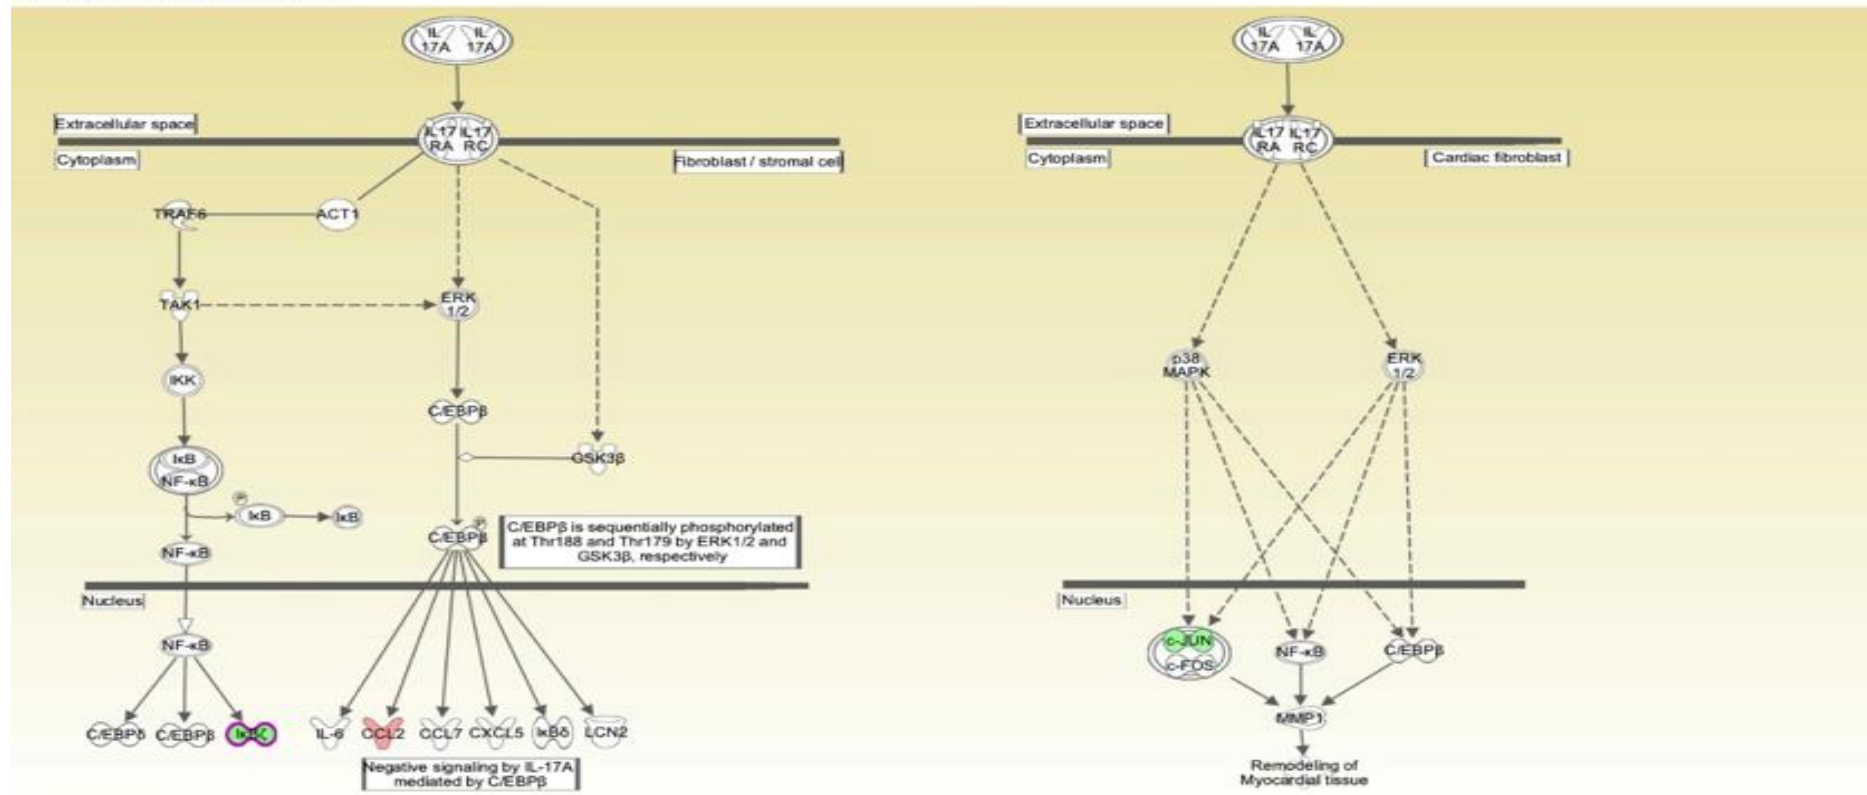 IL IL
17A 17A
Extracellular space
IL17 IL17
RA RC
Cytoplasm
Fibroblast / stromal cell
TRAF6
ACT1
TAK1
ERK
1/2
IKK
C/EBPβ
IκB
NF-κB
GSK3β
P
IκB
IκB
NF-κB
P
C/EBPβ
C/EBPβ is sequentially phosphorylated
at Thr188 and Thr179 by ERK1/2 and
GSK3β, respectively
Nucleus
NF-κB
C/EBPδ
C/EBPβ
IκBζ
IL-6
CCL2
CCL7
CXCL5
IκBδ
LCN2
Negative signaling by IL-17A
mediated by C/EBPβ
IL IL
17A 17A
Extracellular space
IL17 IL17
RA RC
Cytoplasm
Cardiac fibroblast
p38
MAPK
ERK
1/2
Nucleus
c-JUN
c-FOS
NF-κB
C/EBPβ
MMP1
Remodeling of
Myocardial tissue